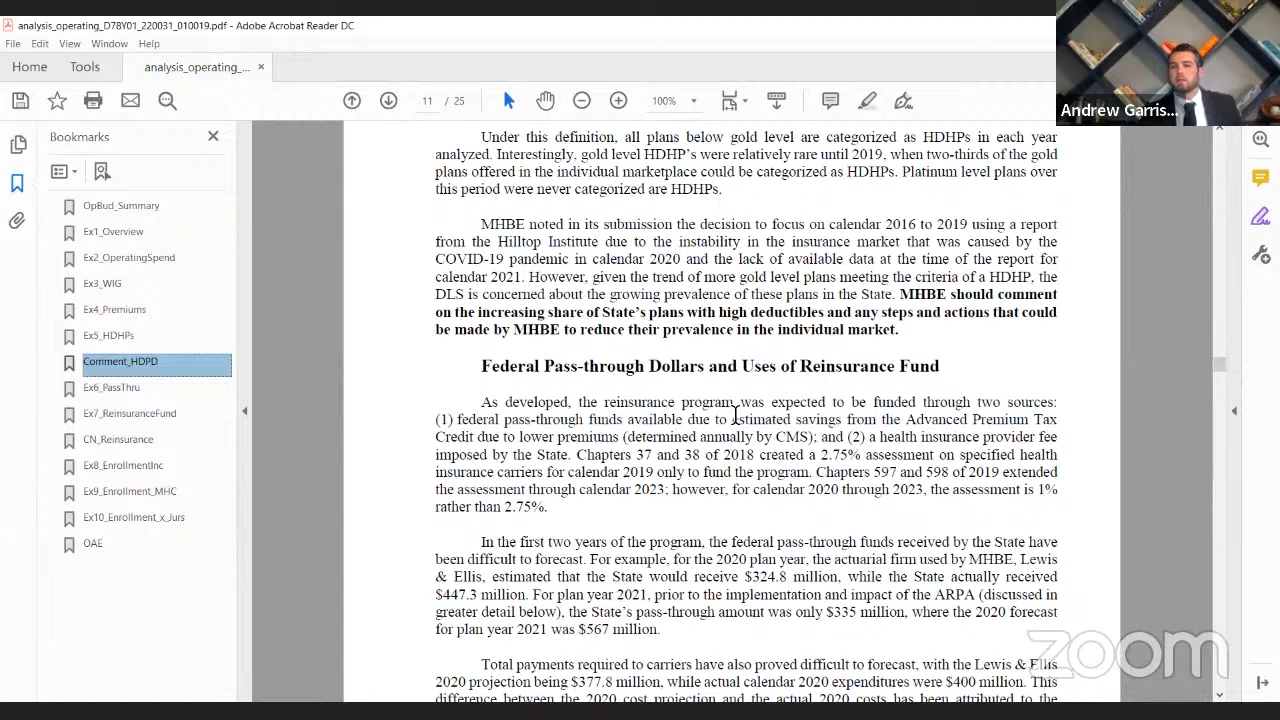 analysis_operating_D78Y01_220031_010019.pdf - Adobe Acrobat Reader DC
File Edit View Window Help
Home Tools analysis_operating_... ×
11 / 25 100%
Andrew Garris...
Bookmarks
OpBud_Summary
Ex1_Overview
Ex2_OperatingSpend
Ex3_WIG
Ex4_Premiums
Ex5_HDHPs
Comment_HDPD
Ex6_PassThru
Ex7_ReinsuranceFund
CN_Reinsurance
Ex8_EnrollmentInc
Ex9_Enrollment_MHC
Ex10_Enrollment_x_Jurs
OAE
Under this definition, all plans below gold level are categorized as HDHPs in each year
analyzed. Interestingly, gold level HDHP's were relatively rare until 2019, when two-thirds of the gold
plans offered in the individual marketplace could be categorized as HDHPs. Platinum level plans over
this period were never categorized are HDHPs.
MHBE noted in its submission the decision to focus on calendar 2016 to 2019 using a report
from the Hilltop Institute due to the instability in the insurance market that was caused by the
COVID-19 pandemic in calendar 2020 and the lack of available data at the time of the report for
calendar 2021. However, given the trend of more gold level plans meeting the criteria of a HDHP, the
DLS is concerned about the growing prevalence of these plans in the State. MHBE should comment
on the increasing share of State's plans with high deductibles and any steps and actions that could
be made by MHBE to reduce their prevalence in the individual market.
Federal Pass-through Dollars and Uses of Reinsurance Fund
As developed, the reinsurance program was expected to be funded through two sources:
(1) federal pass-through funds available due to estimated savings from the Advanced Premium Tax
Credit due to lower premiums (determined annually by CMS); and (2) a health insurance provider fee
imposed by the State. Chapters 37 and 38 of 2018 created a 2.75% assessment on specified health
insurance carriers for calendar 2019 only to fund the program. Chapters 597 and 598 of 2019 extended
the assessment through calendar 2023; however, for calendar 2020 through 2023, the assessment is 1%
rather than 2.75%.
In the first two years of the program, the federal pass-through funds received by the State have
been difficult to forecast. For example, for the 2020 plan year, the actuarial firm used by MHBE, Lewis
& Ellis, estimated that the State would receive $324.8 million, while the State actually received
$447.3 million. For plan year 2021, prior to the implementation and impact of the ARPA (discussed in
greater detail below), the State's pass-through amount was only $335 million, where the 2020 forecast
for plan year 2021 was $567 million.
Total payments required to carriers have also proved difficult to forecast, with the Lewis & Ellis
2020 projection being $377.8 million, while actual calendar 2020 expenditures were $400 million. This
difference between the 2020 cost projection and the actual 2020 costs has been attributed to the
zoom